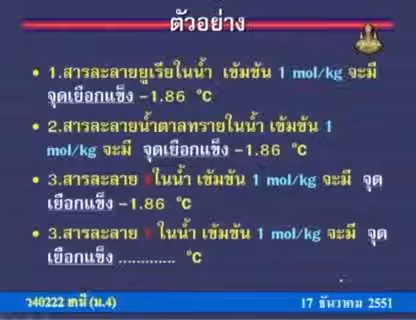 ตัวอย่าง
• 1.สารละลายยูเรียในน้ำ เข้มข้น 1 mol/kg จะมี
จุดเยือกแข็ง -1.86 °C
• 2.สารละลายน้ำตาลทรายในน้ำ เข้มข้น 1
mol/kg จะมี จุดเยือกแข็ง -1.86 °C
• 3.สารละลาย ในน้ำ เข้มข้น 1 mol/kg จะมี จุด
เยือกแข็ง -1.86 °C
• 3.สารละลาย ในน้ำ เข้มข้น 1 mol/kg จะมี จุด
เยือกแข็ง ............. °C
ว40222 เคมี (ม.4)
17 ธันวาคม 2551